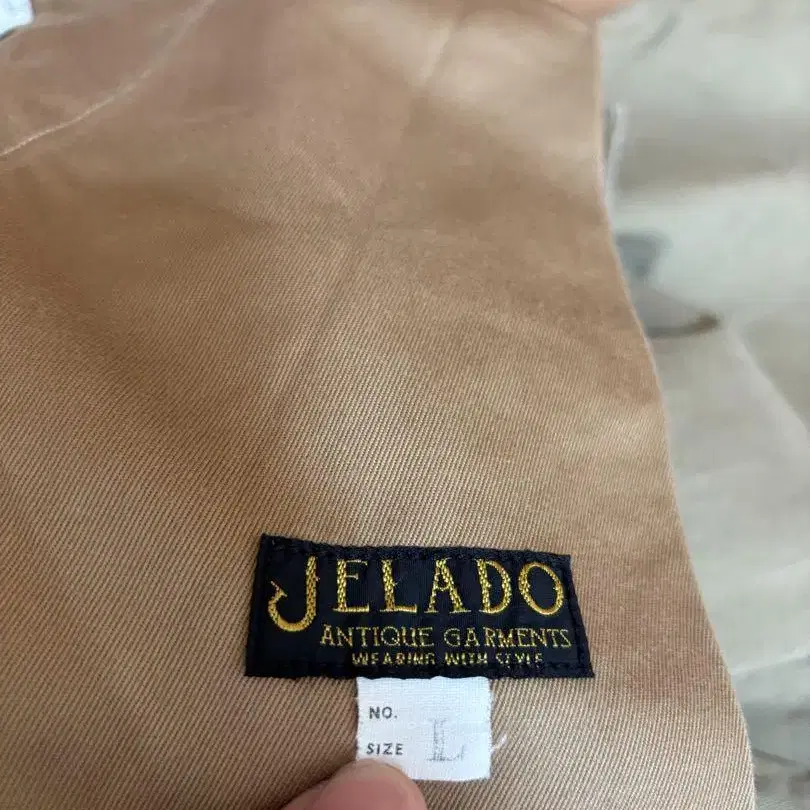 JELADO
ANTIQUE GARMENTS
WEARING WITH STYLE
NO.
SIZE L